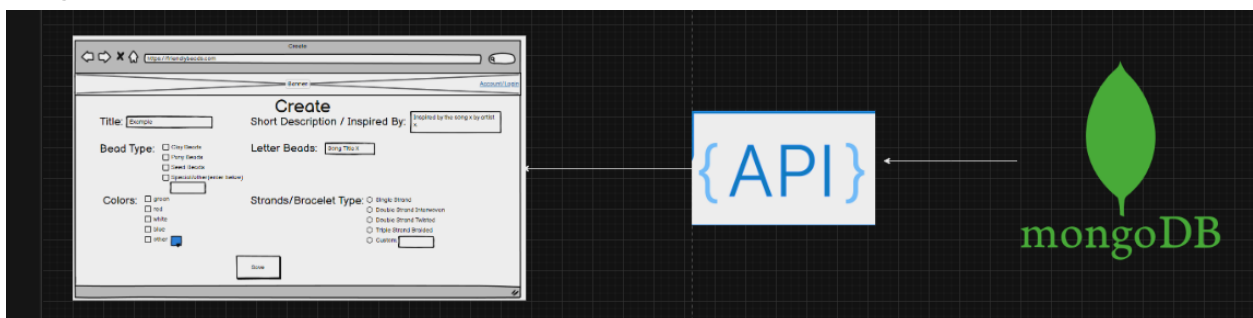 Create
https://friendlybeads.com
Banner
Account/Login
Create
Title: Example
Short Description / Inspired By: Inspired by the song x by artist x
Bead Type:
Clay Beads
Pony Beads
Seed Beads
Special/other(enter below)
Letter Beads: Song Title X
Colors:
green
red
white
blue
other
Strands/Bracelet Type:
Single Strand
Double Strand Interwoven
Double Strand Twisted
Triple Strand Braided
Custom
Save
{API}
mongoDB